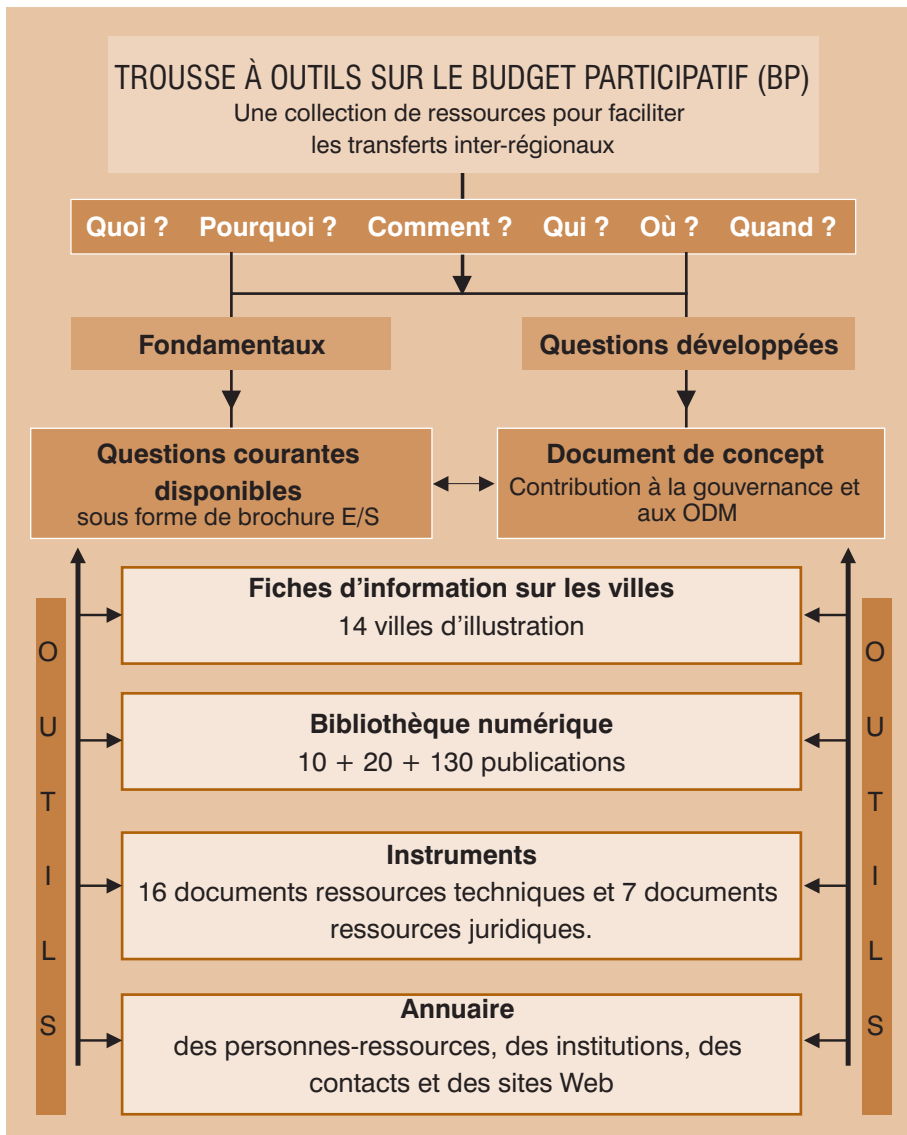 TROUSSE À OUTILS SUR LE BUDGET PARTICIPATIF (BP)
Une collection de ressources pour faciliter
les transferts inter-régionaux
Quoi ? Pourquoi ? Comment ? Qui ? Où ? Quand ?
Fondamentaux
Questions développées
Questions courantes
disponibles
sous forme de brochure E/S
Document de concept
Contribution à la gouvernance et
aux ODM
OUTILS
Fiches d'information sur les villes
14 villes d'illustration
Bibliothèque numérique
10 + 20 + 130 publications
Instruments
16 documents ressources techniques et 7 documents
ressources juridiques.
Annuaire
des personnes-ressources, des institutions, des
contacts et des sites Web
OUTILS